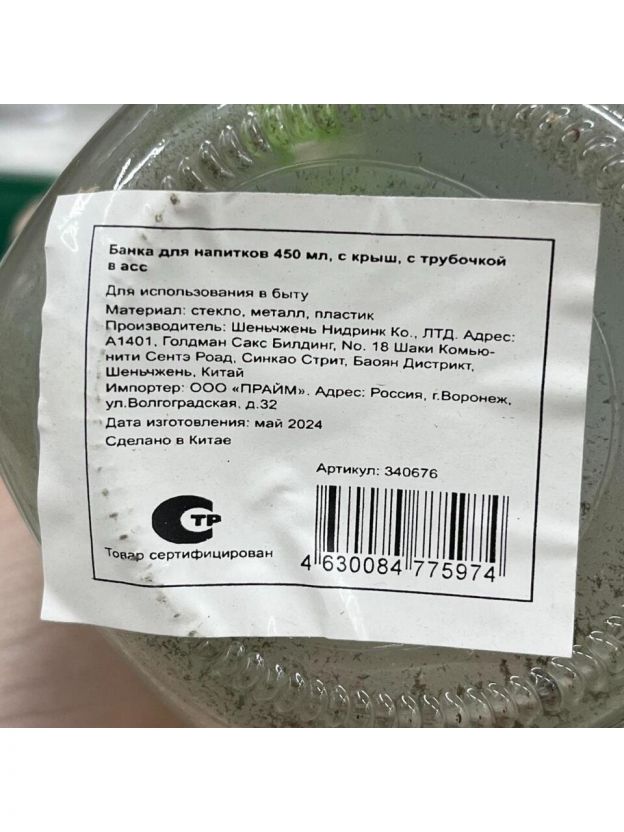 Банка для напитков 450 мл, с крыш, с трубочкой
в асс
Для использования в быту
Материал: стекло, металл, пластик
Производитель: Шеньчжень Нидринк Ко., ЛТД. Адрес:
А1401, Голдман Сакс Билдинг, No. 18 Шаки Комью-
нити Сентэ Роад, Синкао Стрит, Баоян Дистрикт,
Шеньчжень, Китай
Импортер: ООО «ПРАЙМ». Адрес: Россия, г.Воронеж,
ул.Волгоградская, д.32
Дата изготовления: май 2024
Сделано в Китае
Артикул: 340676
СТР
Товар сертифицирован
4 630084 775974